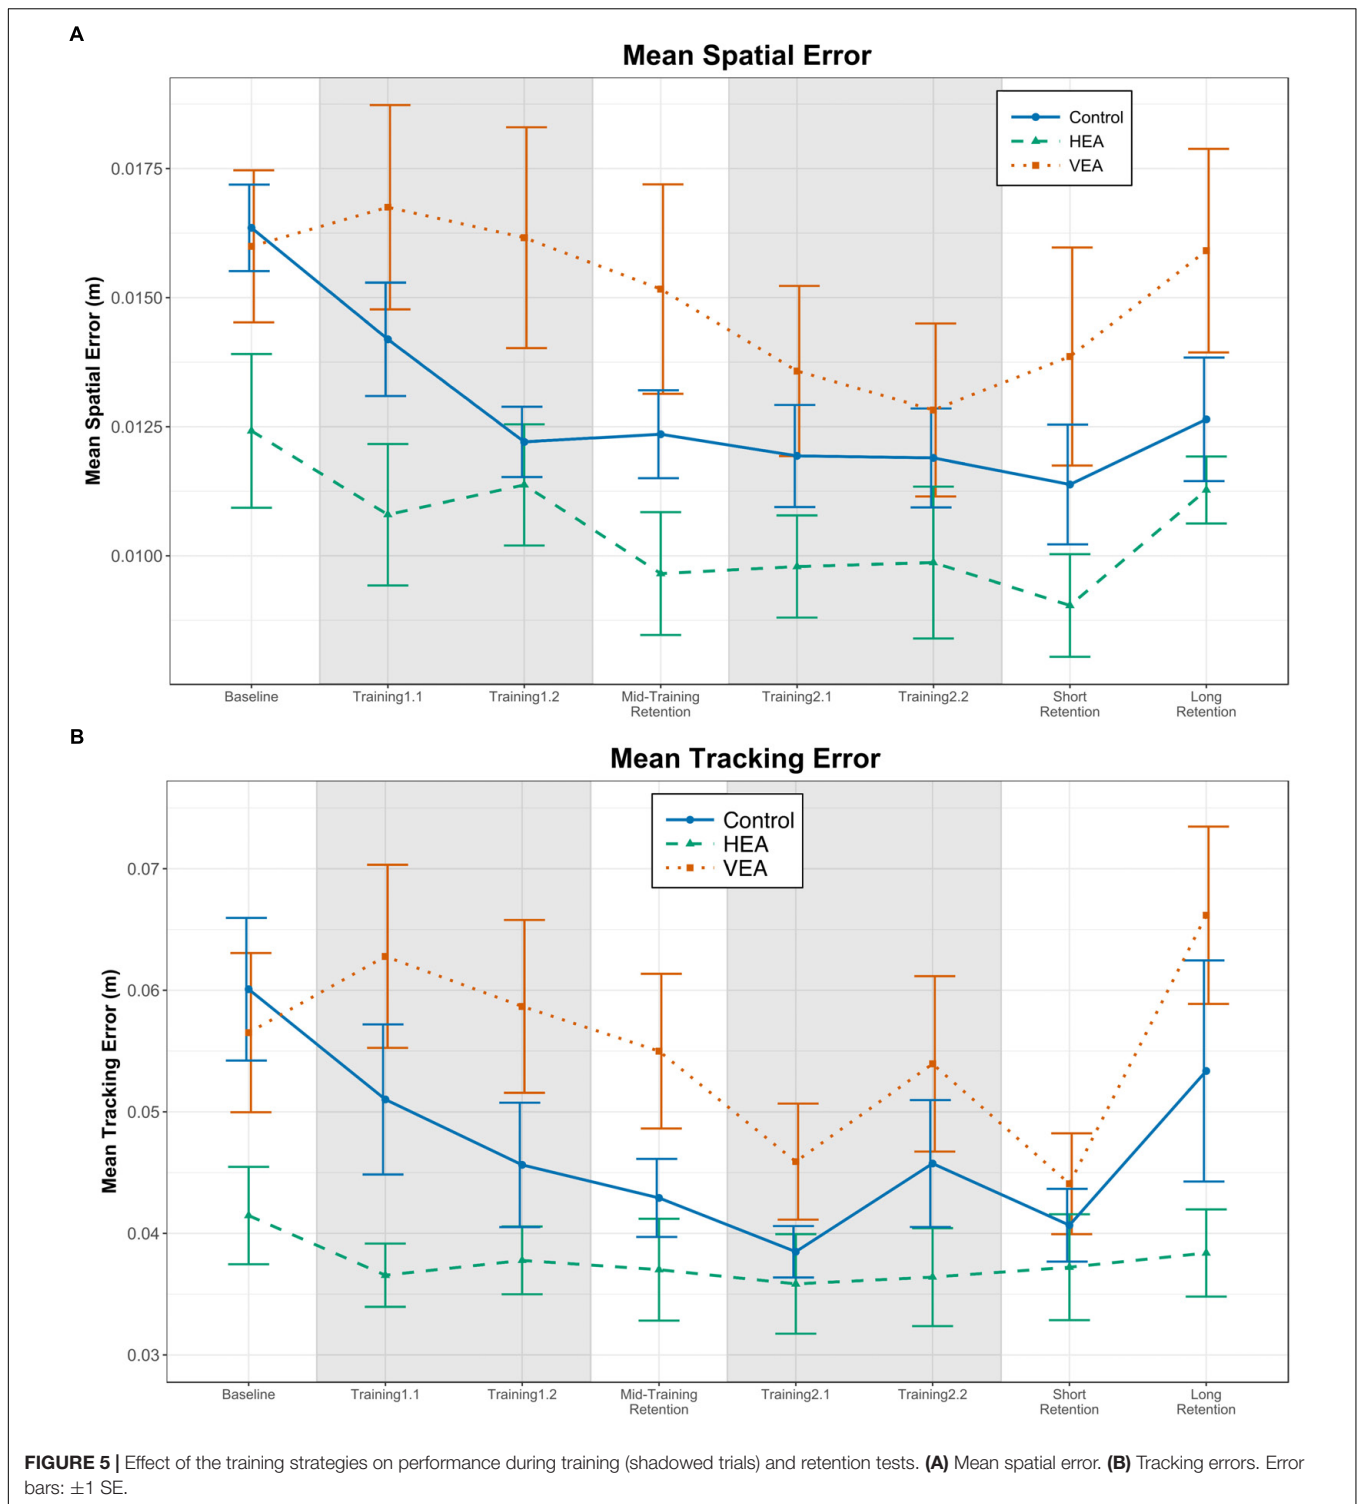 A
Mean Spatial Error
Control
HEA
VEA
Mean Spatial Error (m)
0.0175
0.0150
0.0125
0.0100
Baseline
Training1.1
Training1.2
Mid-Training
Retention
Training2.1
Training2.2
Short
Retention
Long
Retention
B
Mean Tracking Error
Control
HEA
VEA
Mean Tracking Error (m)
0.07
0.06
0.05
0.04
0.03
Baseline
Training1.1
Training1.2
Mid-Training
Retention
Training2.1
Training2.2
Short
Retention
Long
Retention
FIGURE 5 | Effect of the training strategies on performance during training (shadowed trials) and retention tests. (A) Mean spatial error. (B) Tracking errors. Error
bars: ±1 SE.